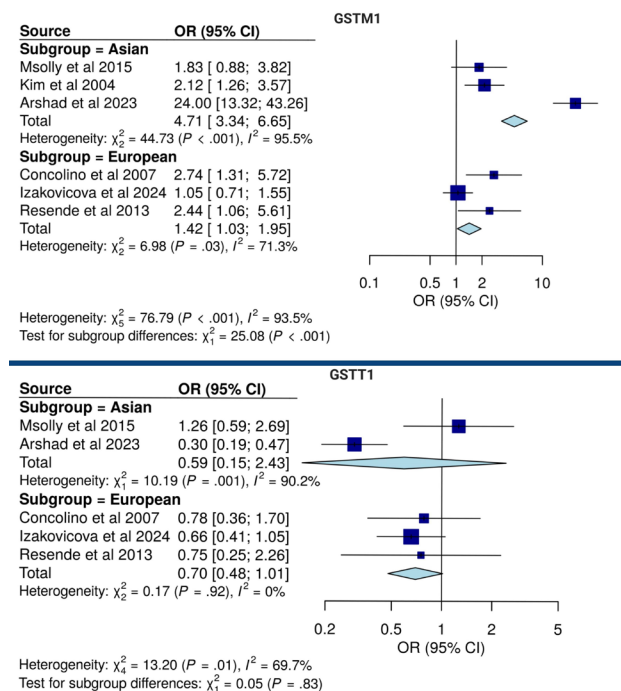 GSTM1
Source OR (95% CI)
Subgroup = Asian
Msolly et al 2015 1.83 [ 0.88; 3.82]
Kim et al 2004 2.12 [ 1.26; 3.57]
Arshad et al 2023 24.00 [13.32; 43.26]
Total 4.71 [ 3.34; 6.65]
Heterogeneity: χ²₂ = 44.73 (P < .001), I² = 95.5%
Subgroup = European
Concolino et al 2007 2.74 [ 1.31; 5.72]
Izakovicova et al 2024 1.05 [ 0.71; 1.55]
Resende et al 2013 2.44 [ 1.06; 5.61]
Total 1.42 [ 1.03; 1.95]
Heterogeneity: χ²₂ = 6.98 (P = .03), I² = 71.3%
0.1 0.5 1 2 10
OR (95% CI)
Heterogeneity: χ²₅ = 76.79 (P < .001), I² = 93.5%
Test for subgroup differences: χ²₁ = 25.08 (P < .001)
GSTT1
Source OR (95% CI)
Subgroup = Asian
Msolly et al 2015 1.26 [0.59; 2.69]
Arshad et al 2023 0.30 [0.19; 0.47]
Total 0.59 [0.15; 2.43]
Heterogeneity: χ²₁ = 10.19 (P = .001), I² = 90.2%
Subgroup = European
Concolino et al 2007 0.78 [0.36; 1.70]
Izakovicova et al 2024 0.66 [0.41; 1.05]
Resende et al 2013 0.75 [0.25; 2.26]
Total 0.70 [0.48; 1.01]
Heterogeneity: χ²₂ = 0.17 (P = .92), I² = 0%
0.2 0.5 1 2 5
OR (95% CI)
Heterogeneity: χ²₄ = 13.20 (P = .01), I² = 69.7%
Test for subgroup differences: χ²₁ = 0.05 (P = .83)